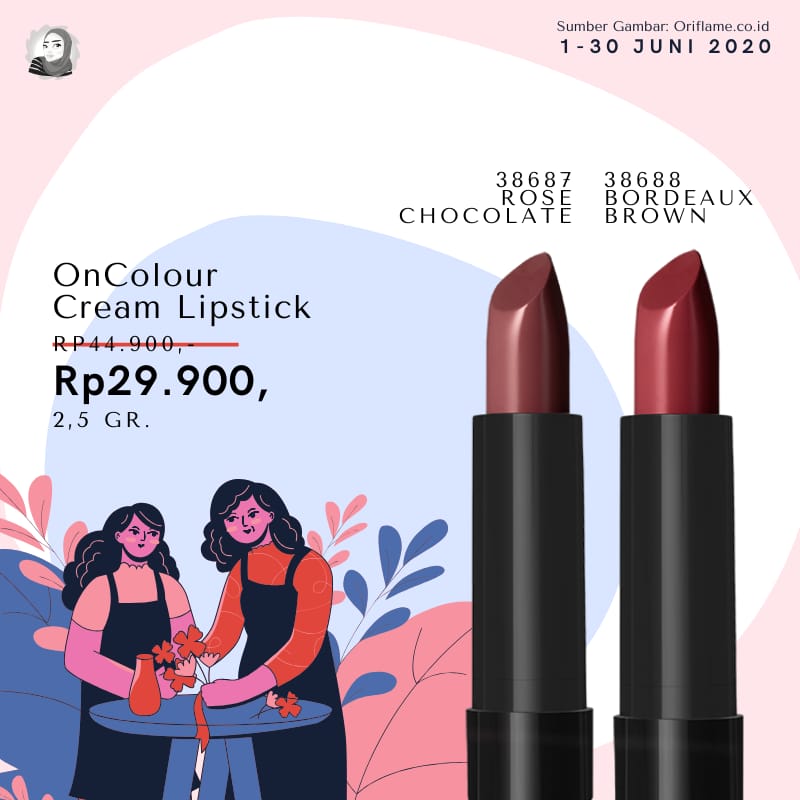 Sumber Gambar: Oriflame.co.id
1-30 JUNI 2020
38687
ROSE
CHOCOLATE
38688
BORDEAUX
BROWN
OnColour
Cream Lipstick
RP44.900,-
Rp29.900,
2,5 GR.